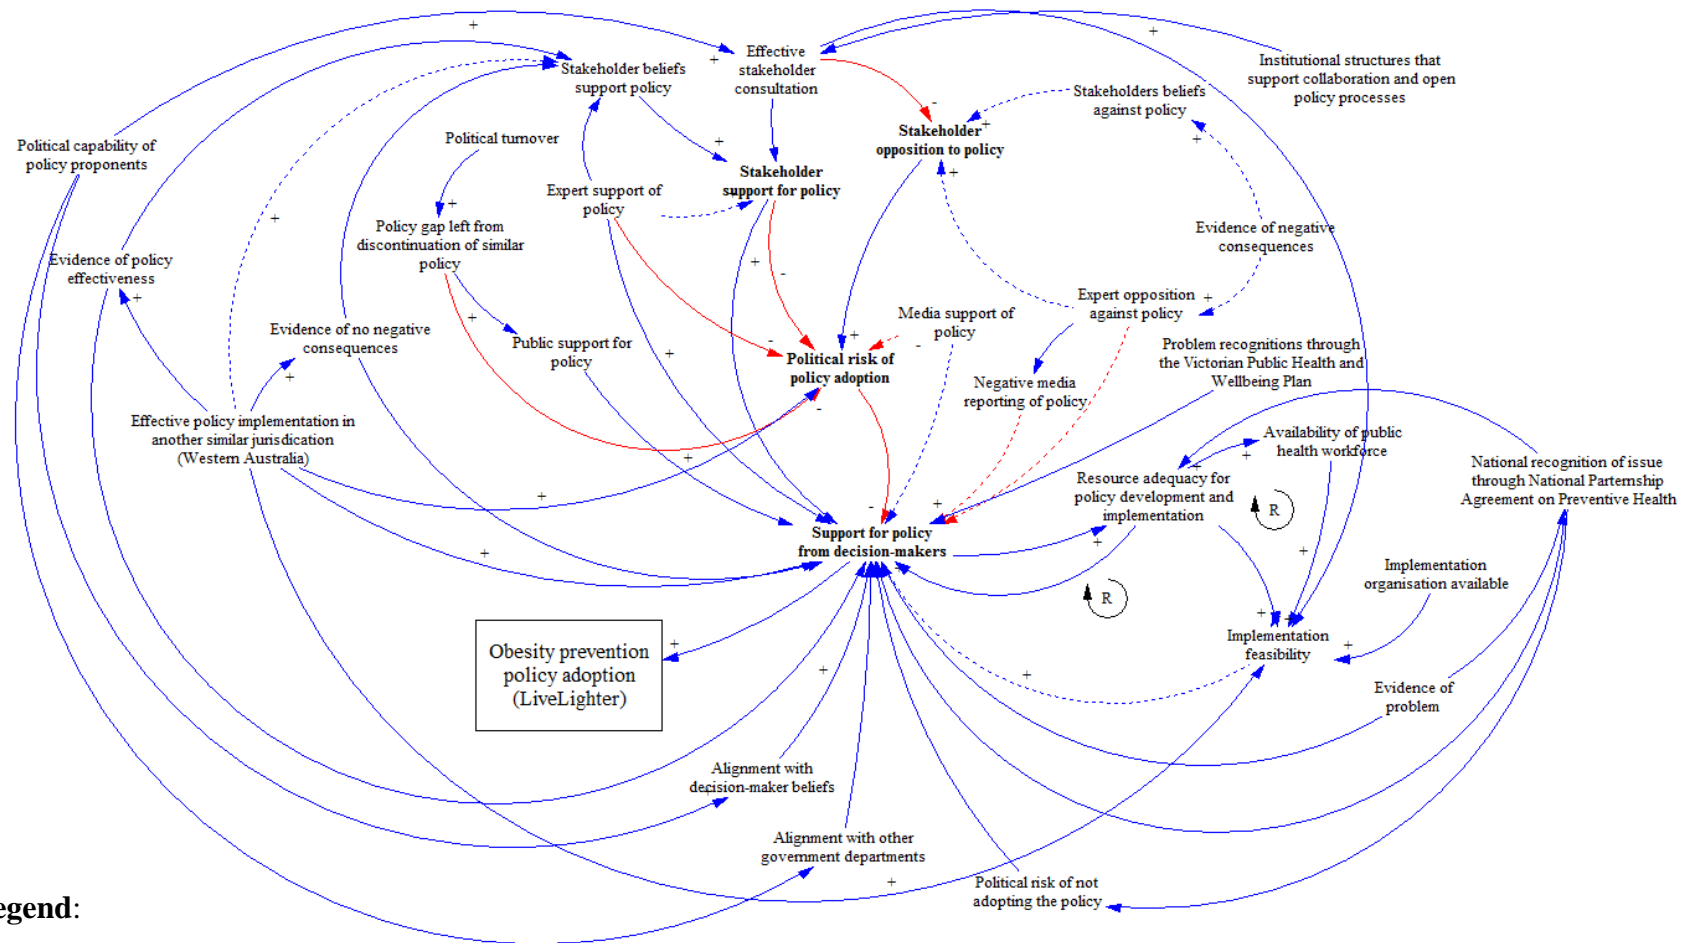 Effective
stakeholder
consultation
Institutional structures that
support collaboration and open
policy processes
Stakeholder beliefs
support policy
Stakeholders beliefs
against policy
Political capability of
policy proponents
Political turnover
Stakeholder
opposition to policy
Stakeholder
support for policy
Expert support of
policy
Policy gap left from
discontinuation of similar
policy
Evidence of negative
consequences
Evidence of policy
effectiveness
Expert opposition
against policy
Media support of
policy
Evidence of no negative
consequences
Public support for
policy
Political risk of
policy adoption
Problem recognitions through
the Victorian Public Health and
Wellbeing Plan
Negative media
reporting of policy
Effective policy implementation in
another similar jurisdication
(Western Australia)
Availability of public
health workforce
Resource adequacy for
policy development and
implementation
National recognition of issue
through National Parternship
Agreement on Preventive Health
R
Support for policy
from decision-makers
Implementation
organisation available
R
Implementation
feasibility
Obesity prevention
policy adoption
(LiveLighter)
Evidence of
problem
Alignment with
decision-maker beliefs
Alignment with other
government departments
Political risk of not
adopting the policy
egend: